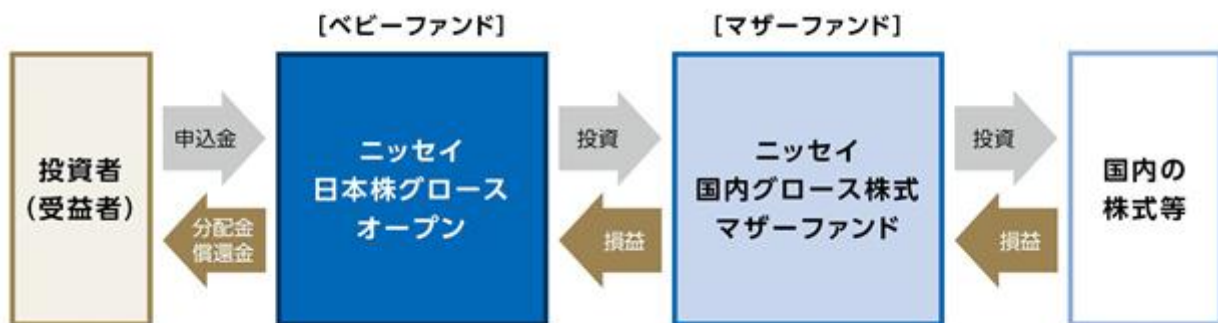 [ベビーファンド]
[マザーファンド]
投資者
(受益者)
申込金
分配金
償還金
ニッセイ
日本株グロース
オープン
投資
損益
ニッセイ
国内グロース株式
マザーファンド
投資
損益
国内の
株式等